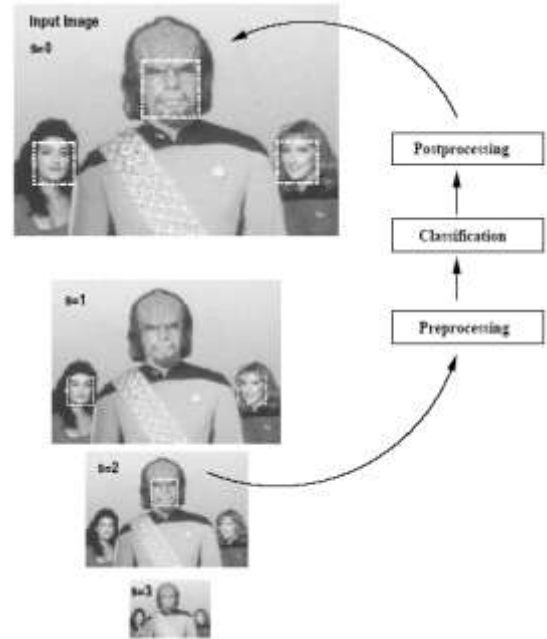 Input Image
s=0
Postprocessing
Classification
Preprocessing
s=1
s=2
s=3